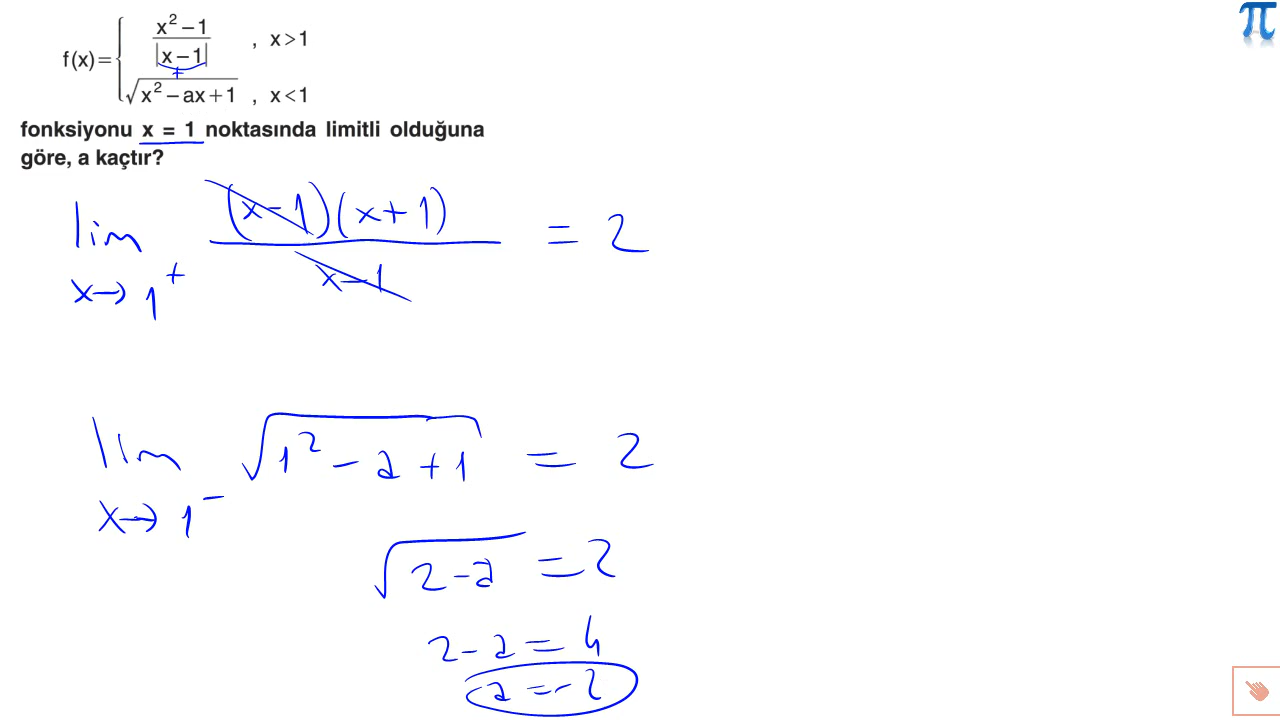 f(x)= { (x² – 1) / |x – 1| , x > 1
+
√(x² – ax + 1) , x < 1
fonksiyonu x = 1 noktasında limitli olduğuna
göre, a kaçtır?
lim x→1⁺ (x-1)(x+1) / x-1 = 2
lim x→1⁻ √(1² - a + 1) = 2
√(2-a) = 2
2-a = 4
a = -2
π